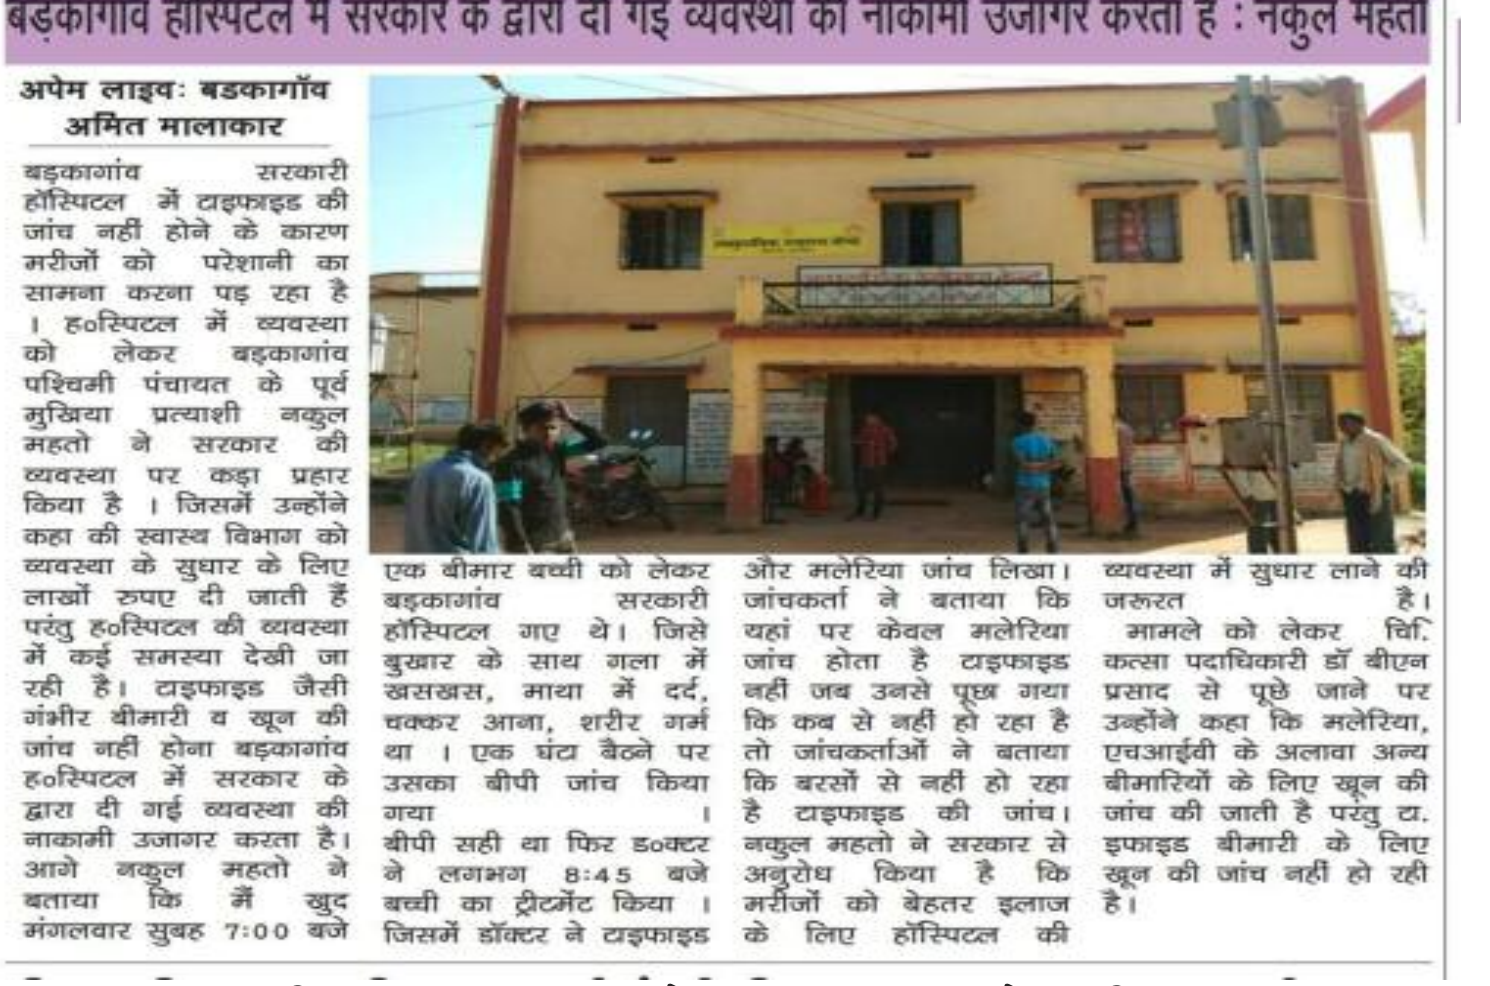 बड़कागांव हॉस्पिटल में सरकार के द्वारा दी गई व्यवस्था की नाकामी उजागर करता है : नकुल महतो
अपेम लाइवः बडकागॉव
अमित मालाकार
बड़कागांव सरकारी
हॉस्पिटल में टाइफाइड की
जांच नहीं होने के कारण
मरीजों को परेशानी का
सामना करना पड़ रहा है
। ह०स्पिटल में व्यवस्था
को लेकर बड़कागांव
पश्चिमी पंचायत के पूर्व
मुखिया प्रत्याशी नकुल
महतो ने सरकार की
व्यवस्था पर कड़ा प्रहार
किया है । जिसमें उन्होंने
कहा की स्वास्थ विभाग को
व्यवस्था के सुधार के लिए
लाखों रुपए दी जाती हैं
परंतु ह०स्पिटल की व्यवस्था
में कई समस्या देखी जा
रही है। टाइफाइड जैसी
गंभीर बीमारी व खून की
जांच नहीं होना बड़कागांव
ह०स्पिटल में सरकार के
द्वारा दी गई व्यवस्था की
नाकामी उजागर करता है।
आगे नकुल महतो ने
बताया कि मैं खुद
मंगलवार सुबह 7:00 बजे
एक बीमार बच्ची को लेकर
बड़कागांव सरकारी
हॉस्पिटल गए थे। जिसे
बुखार के साथ गला में
खसखस, माथा में दर्द,
चक्कर आना, शरीर गर्म
था । एक घंटा बैठने पर
उसका बीपी जांच किया
गया ।
बीपी सही था फिर ड०क्टर
ने लगभग 8:45 बजे
बच्ची का ट्रीटमेंट किया ।
जिसमें डॉक्टर ने टाइफाइड
और मलेरिया जांच लिखा।
जांचकर्ता ने बताया कि
यहां पर केवल मलेरिया
जांच होता है टाइफाइड
नहीं जब उनसे पूछा गया
कि कब से नहीं हो रहा है
तो जांचकर्ताओं ने बताया
कि बरसों से नहीं हो रहा
है टाइफाइड की जांच।
नकुल महतो ने सरकार से
अनुरोध किया है कि
मरीजों को बेहतर इलाज
के लिए हॉस्पिटल की
व्यवस्था में सुधार लाने की
जरूरत है।
मामले को लेकर चि.
कत्सा पदाधिकारी डॉ बीएन
प्रसाद से पूछे जाने पर
उन्होंने कहा कि मलेरिया,
एचआईवी के अलावा अन्य
बीमारियों के लिए खून की
जांच की जाती है परंतु टा.
इफाइड बीमारी के लिए
खून की जांच नहीं हो रही
है।